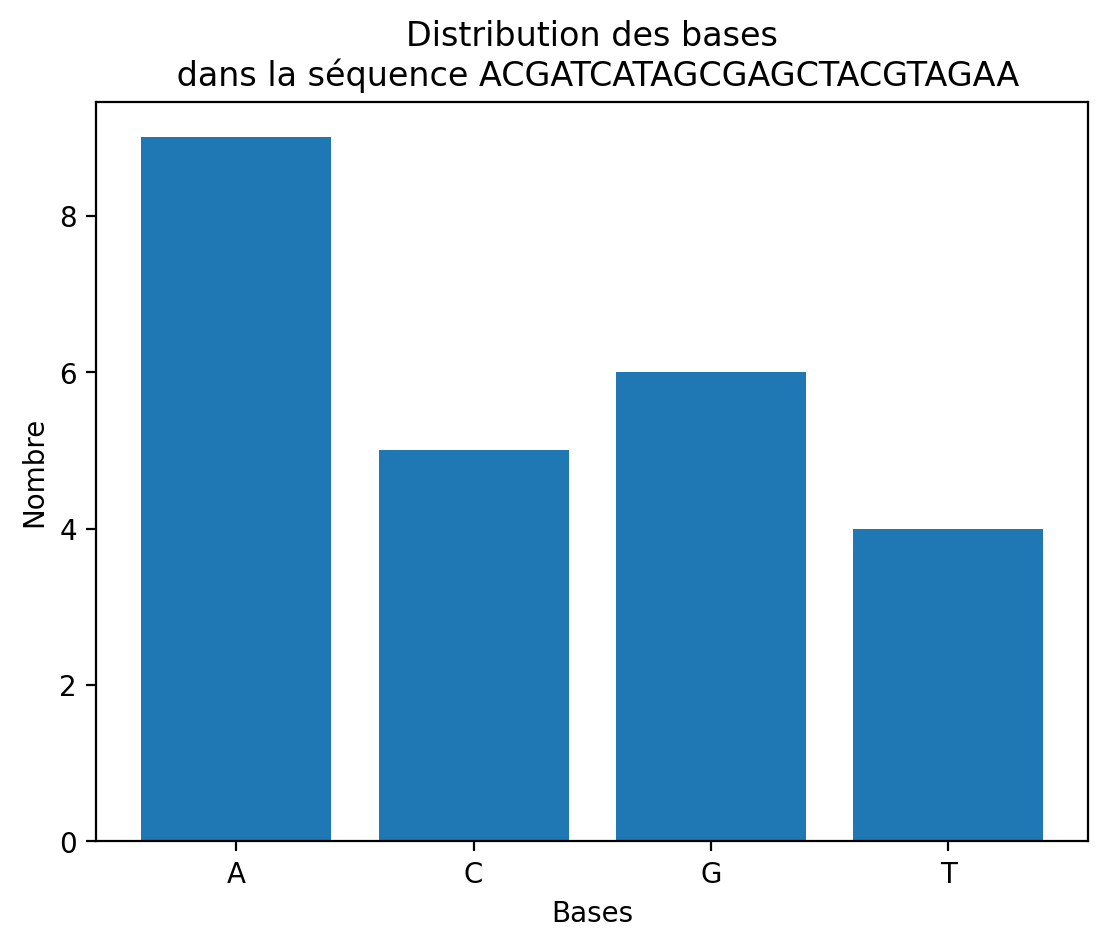 Distribution des bases
dans la séquence ACGATCATAGCGAGCTACGTAGAA
8
6
4
2
0
Nombre
A
C
G
T
Bases